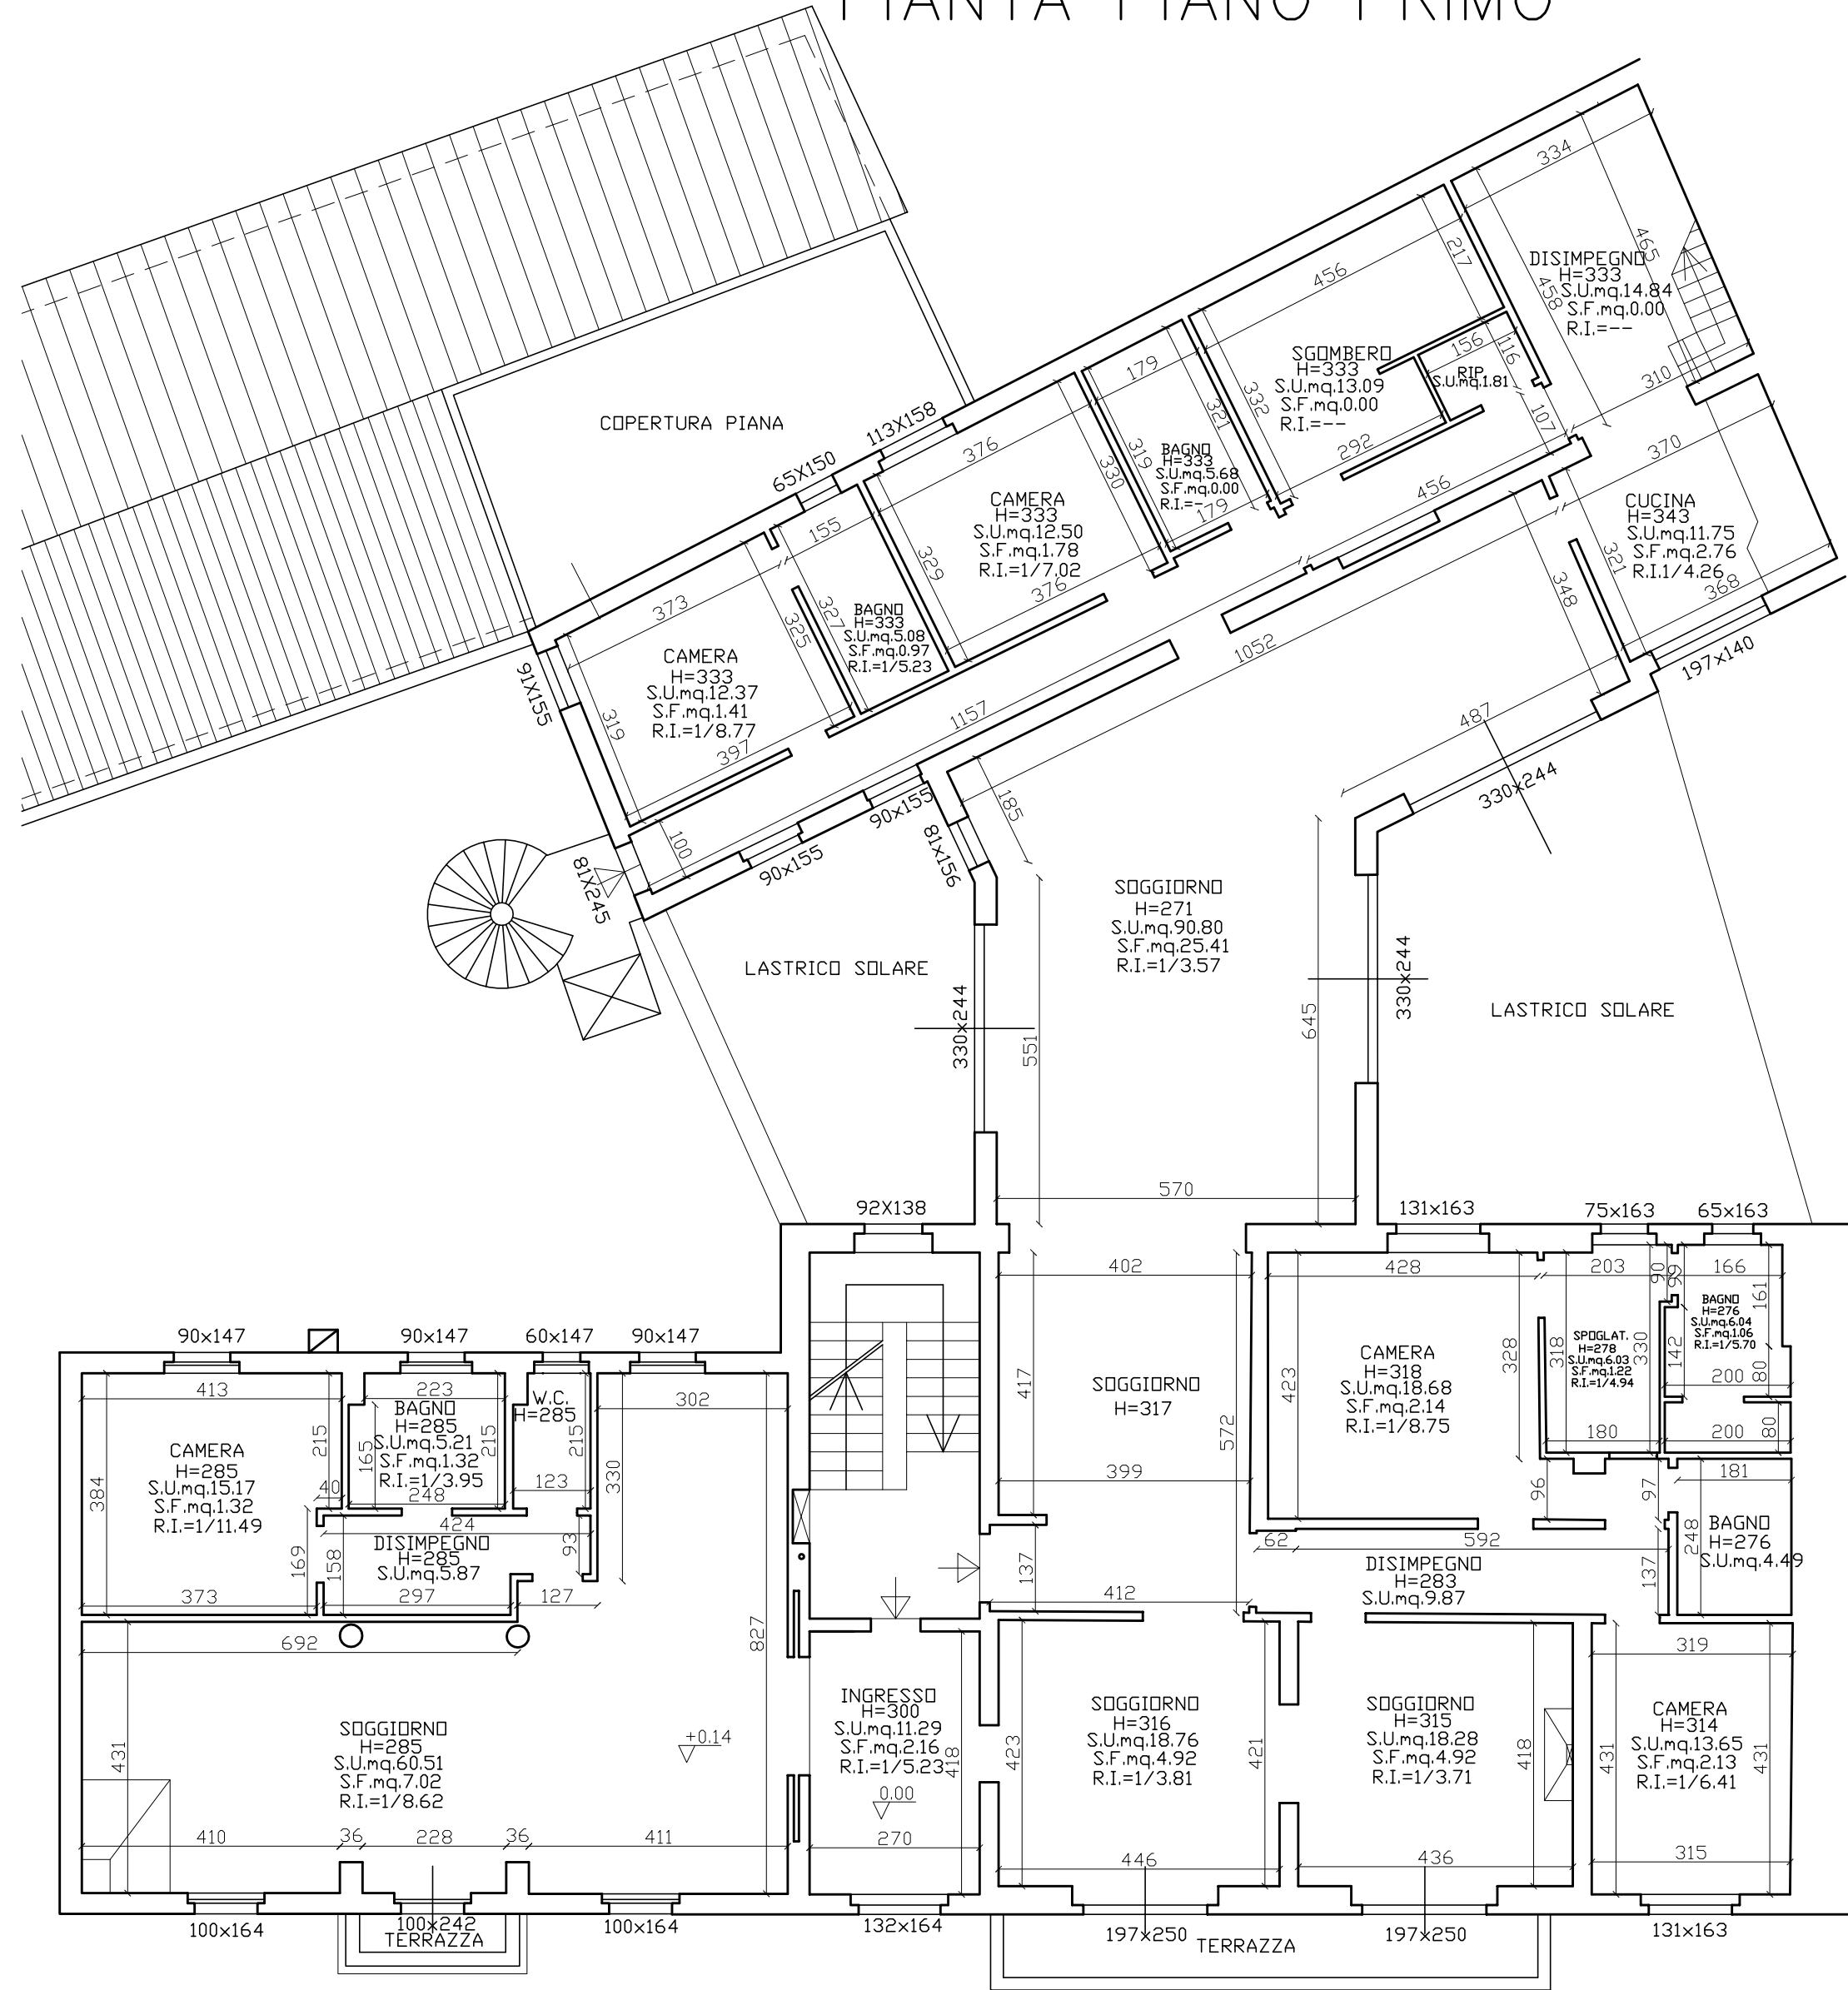 PIANTA PIANO PRIMO
334
465
458
DISIMPEGNO
H=333
S.U.mq.14.84
S.F.mq.0.00
R.I.=--
310
217
456
SGOMBERO
H=333
S.U.mq.13.09
S.F.mq.0.00
R.I.=--
332
292
156
116
RIP.
S.U.mq.1.81
107
456
370
CUCINA
H=343
S.U.mq.11.75
S.F.mq.2.76
R.I.1/4.26
321
368
348
197x140
COPERTURA PIANA
113X158
65X150
179
321
319
BAGNO
H=333
S.U.mq.5.68
S.F.mq.0.00
R.I.=-
179
376
330
CAMERA
H=333
S.U.mq.12.50
S.F.mq.1.78
R.I.=1/7.02
329
376
155
327
BAGNO
H=333
S.U.mq.5.08
S.F.mq.0.97
R.I.=1/5.23
373
325
CAMERA
H=333
S.U.mq.12.37
S.F.mq.1.41
R.I.=1/8.77
319
397
91X155
1157
1052
487
330x244
100
90x155
90x155
81x156
81X245
185
SOGGIORNO
H=271
S.U.mq.90.80
S.F.mq.25.41
R.I.=1/3.57
LASTRICO SOLARE
330x244
551
645
330x244
LASTRICO SOLARE
570
92X138
131x163
75x163
65x163
402
428
203
90
99
166
161
BAGNO
H=276
S.U.mq.6.04
S.F.mq.1.06
R.I.=1/5.70
142
200
80
200
80
SPOGLAT.
H=278
S.U.mq.6.03
S.F.mq.1.22
R.I.=1/4.94
318
330
180
328
CAMERA
H=318
S.U.mq.18.68
S.F.mq.2.14
R.I.=1/8.75
423
417
SOGGIORNO
H=317
572
399
90x147
90x147
60x147
90x147
413
223
302
W.C.
H=285
BAGNO
H=285
S.U.mq.5.21
S.F.mq.1.32
R.I.=1/3.95
215
165
215
215
123
330
CAMERA
H=285
S.U.mq.15.17
S.F.mq.1.32
R.I.=1/11.49
384
40
248
424
DISIMPEGNO
H=285
S.U.mq.5.87
93
169
158
373
297
127
96
97
181
BAGNO
H=276
S.U.mq.4.49
248
62
592
DISIMPEGNO
H=283
S.U.mq.9.87
137
137
412
692
827
319
SOGGIORNO
H=285
S.U.mq.60.51
S.F.mq.7.02
R.I.=1/8.62
431
+0.14
INGRESSO
H=300
S.U.mq.11.29
S.F.mq.2.16
R.I.=1/5.23
418
0.00
SOGGIORNO
H=316
S.U.mq.18.76
S.F.mq.4.92
R.I.=1/3.81
423
421
SOGGIORNO
H=315
S.U.mq.18.28
S.F.mq.4.92
R.I.=1/3.71
418
CAMERA
H=314
S.U.mq.13.65
S.F.mq.2.13
R.I.=1/6.41
431
431
410
36
228
36
411
270
446
436
315
100x164
100x242
TERRAZZA
100x164
132x164
197x250
TERRAZZA
197x250
131x163